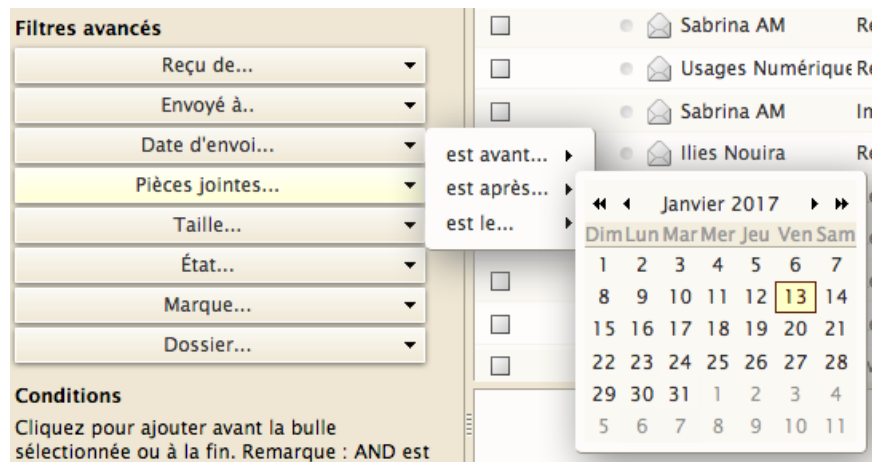 Filtres avancés
Reçu de...
Envoyé à..
Date d'envoi...
Pièces jointes...
Taille...
État...
Marque...
Dossier...
Conditions
Cliquez pour ajouter avant la bulle
sélectionnée ou à la fin. Remarque : AND est
est avant...
est après...
est le...
Sabrina AM Re
Usages Numérique Re
Sabrina AM In
Ilies Nouira Re
Janvier 2017
Dim Lun Mar Mer Jeu Ven Sam
1 2 3 4 5 6 7
8 9 10 11 12 13 14
15 16 17 18 19 20 21
22 23 24 25 26 27 28
29 30 31 1 2 3 4
5 6 7 8 9 10 11